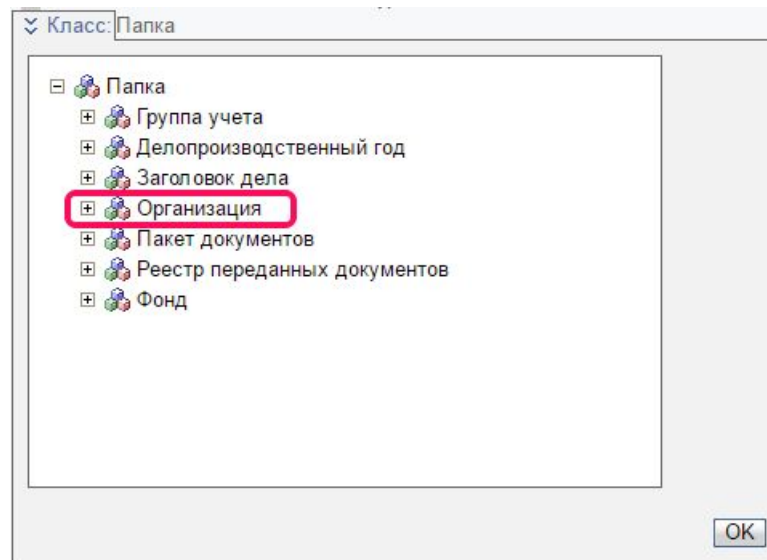 Класс: Папка
Папка
Группа учета
Делопроизводственный год
Заголовок дела
Организация
Пакет документов
Реестр переданных документов
Фонд
OK